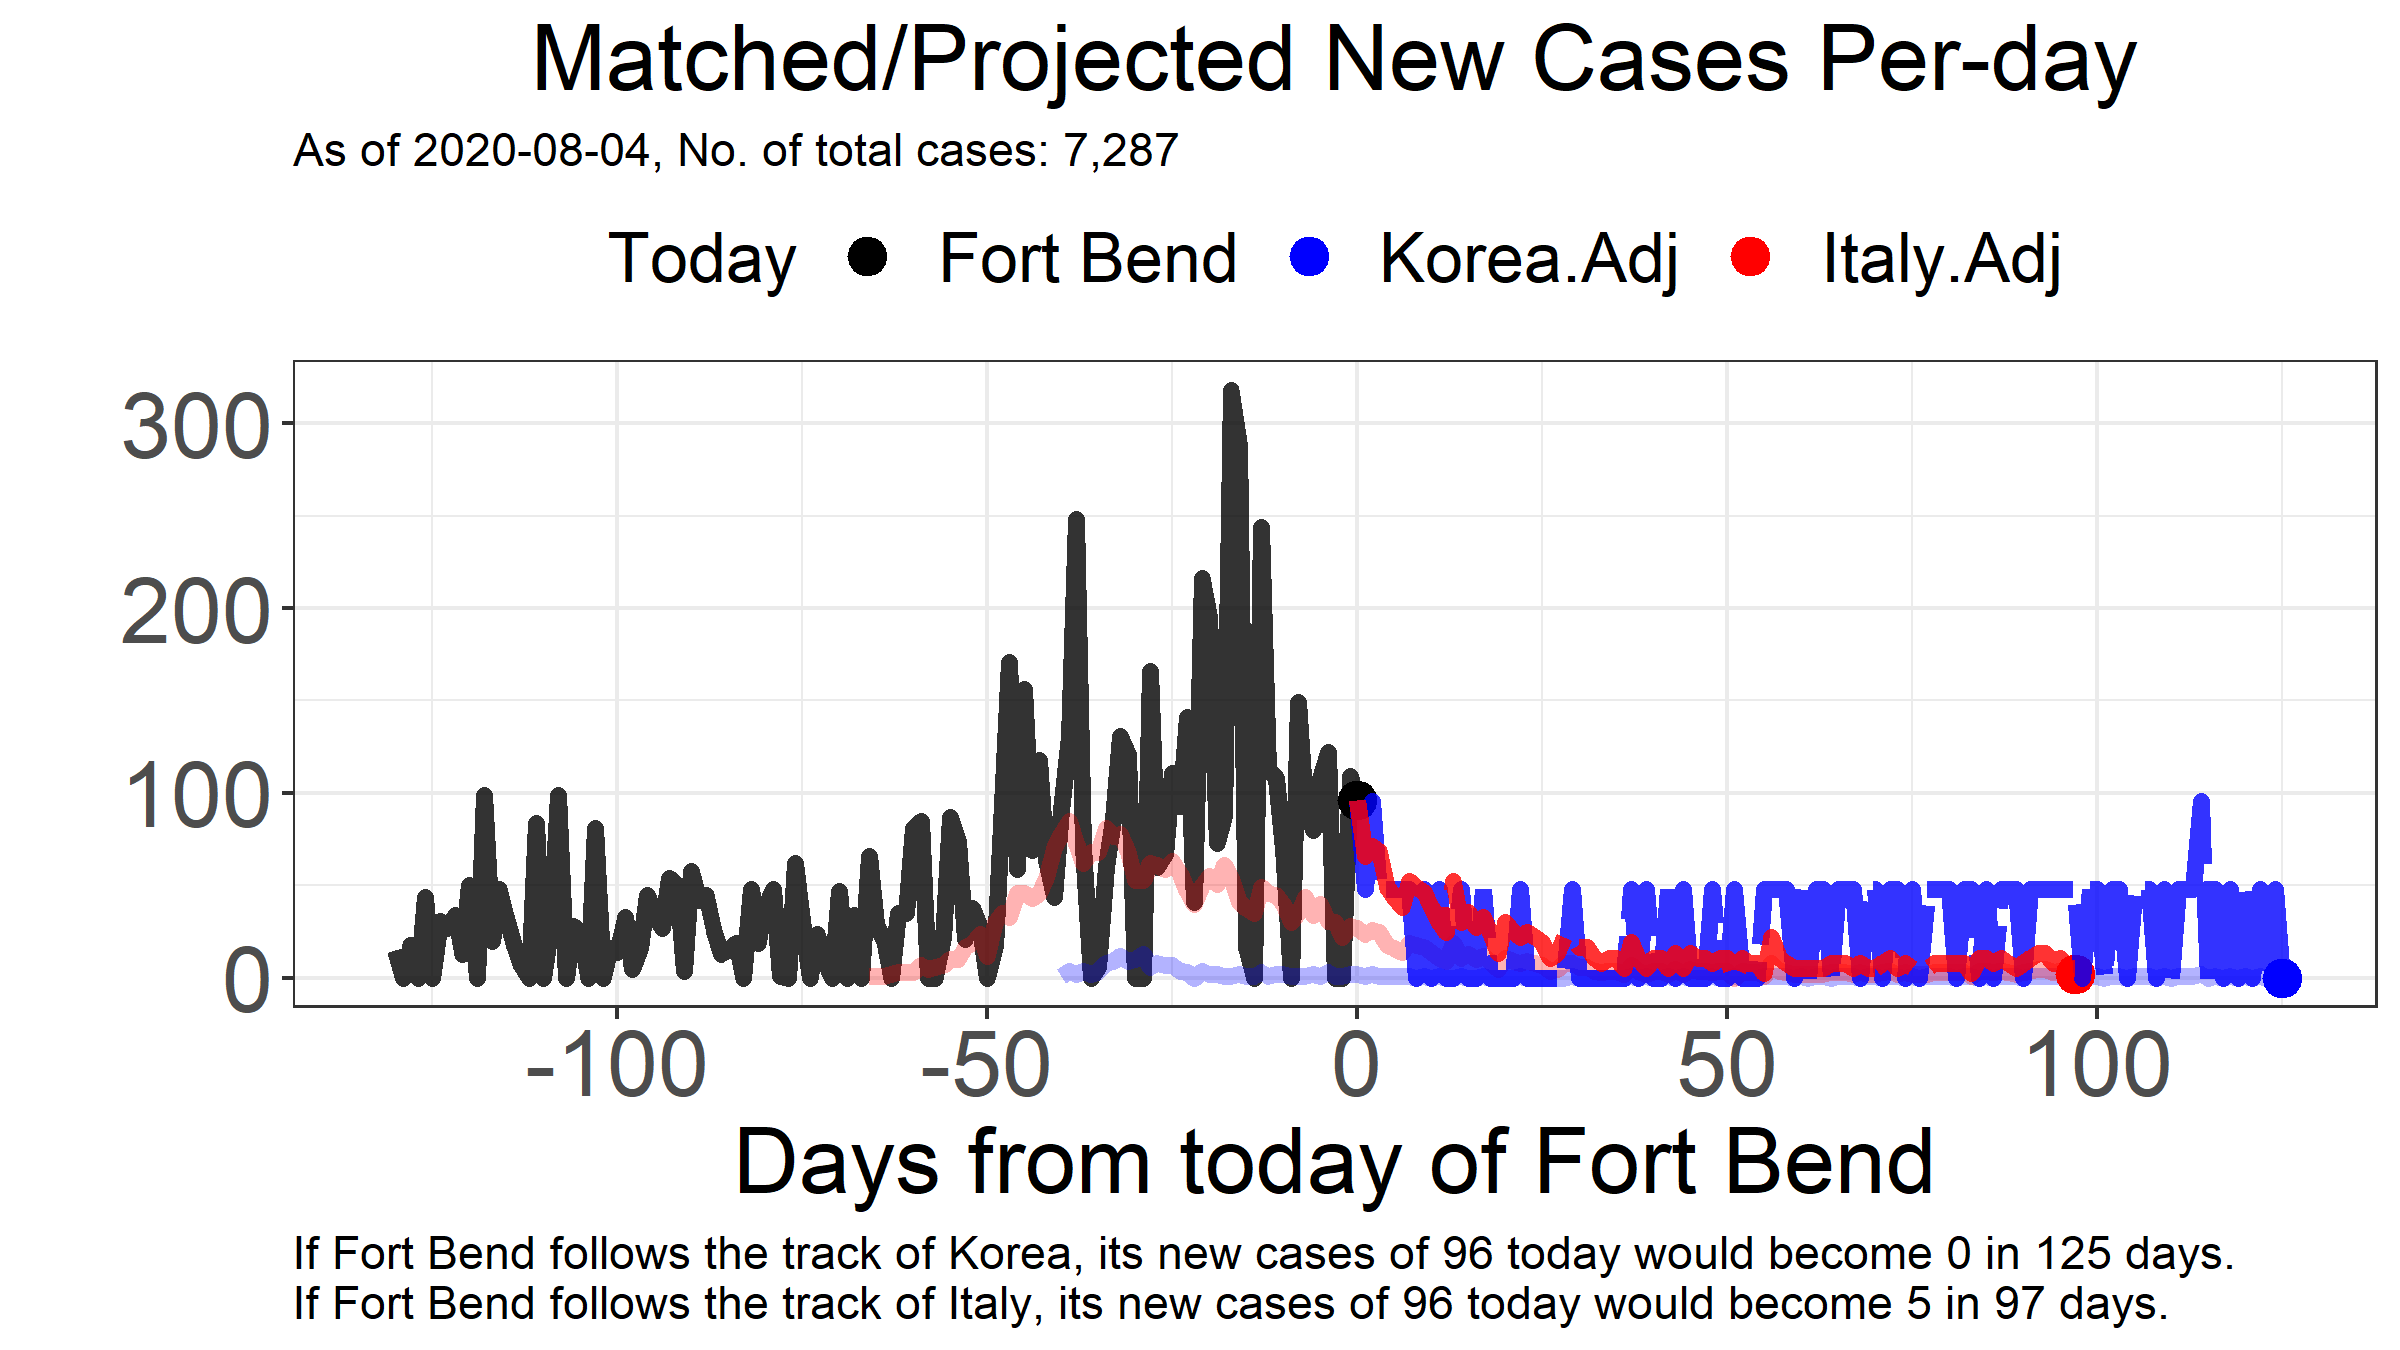 Matched/Projected New Cases Per-day
As of 2020-08-04, No. of total cases: 7,287
Today Fort Bend Korea.Adj Italy.Adj
300
200
100
0
-100 -50 0 50 100
Days from today of Fort Bend
If Fort Bend follows the track of Korea, its new cases of 96 today would become 0 in 125 days.
If Fort Bend follows the track of Italy, its new cases of 96 today would become 5 in 97 days.